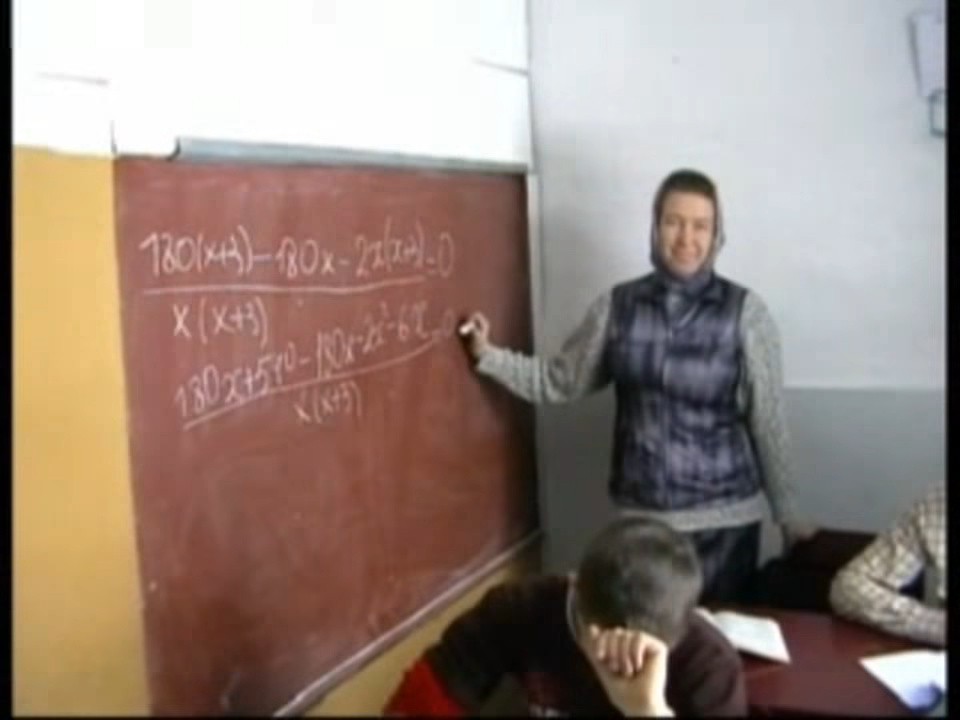 180(x+3) - 180x - 2x(x+3) = 0
x (x+3)
180x + 540 - 180x - 2x² - 6x = 0
x (x+3)